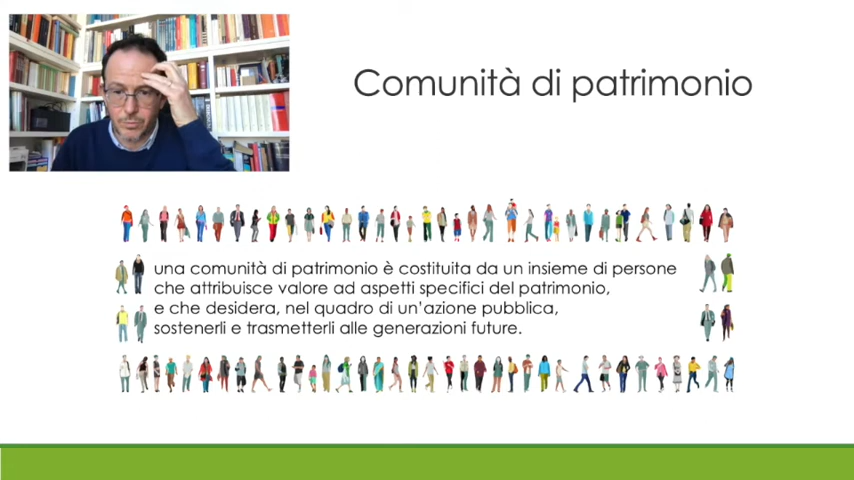 Comunità di patrimonio
una comunità di patrimonio è costituita da un insieme di persone
che attribuisce valore ad aspetti specifici del patrimonio,
e che desidera, nel quadro di un'azione pubblica,
sostenerli e trasmetterli alle generazioni future.